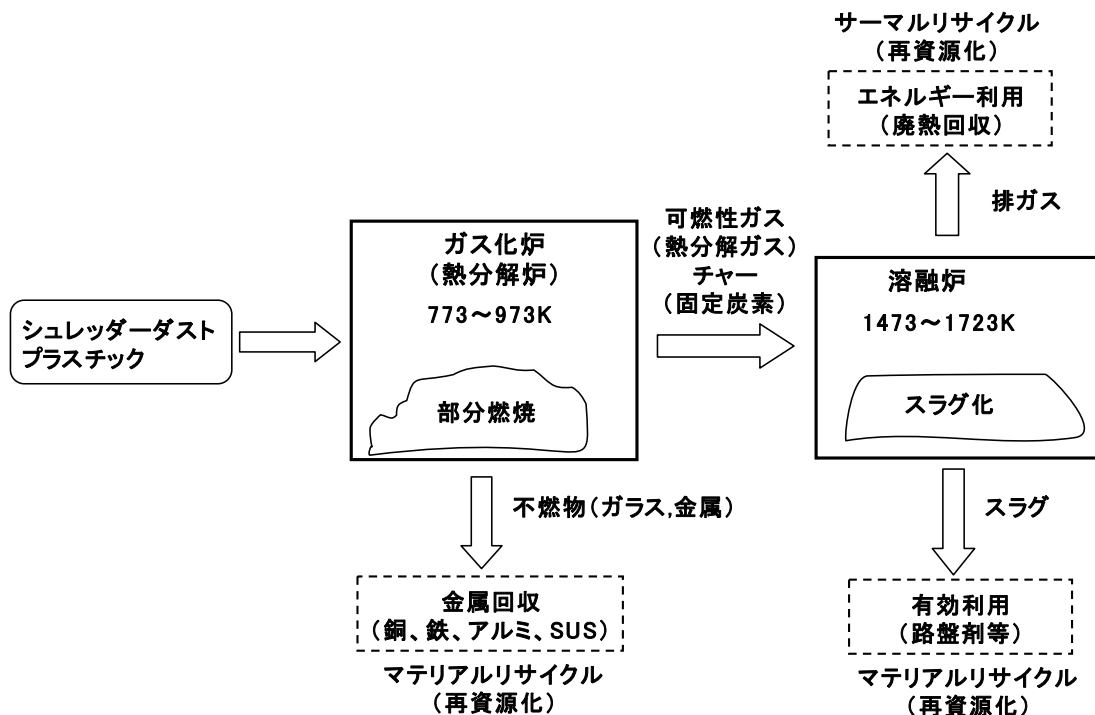 サーマルリサイクル
（再資源化）
エネルギー利用
（廃熱回収）
排ガス
可燃性ガス
（熱分解ガス）
チャー
（固定炭素）
ガス化炉
（熱分解炉）
773～973K
溶融炉
1473～1723K
シュレッダーダスト
プラスチック
部分燃焼
スラグ化
不燃物（ガラス,金属）
スラグ
金属回収
（銅、鉄、アルミ、SUS）
マテリアルリサイクル
（再資源化）
有効利用
（路盤剤等）
マテリアルリサイクル
（再資源化）